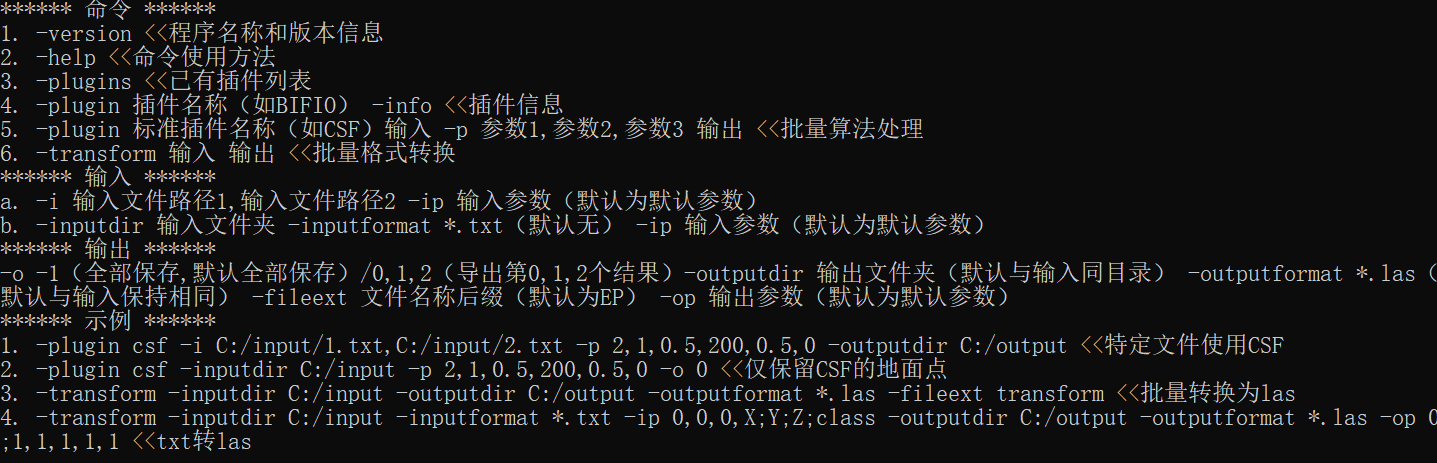 ****** 命令 ******
1. -version <<程序名称和版本信息
2. -help <<命令使用方法
3. -plugins <<已有插件列表
4. -plugin 插件名称（如BIFIO） -info <<插件信息
5. -plugin 标准插件名称（如CSF）输入 -p 参数1,参数2,参数3 输出 <<批量算法处理
6. -transform 输入 输出 <<批量格式转换
****** 输入 ******
a. -i 输入文件路径1,输入文件路径2 -ip 输入参数（默认为默认参数）
b. -inputdir 输入文件夹 -inputformat *.txt（默认无） -ip 输入参数（默认为默认参数）
****** 输出 ******
-o -1（全部保存,默认全部保存）/0,1,2（导出第0,1,2个结果）-outputdir 输出文件夹（默认与输入同目录） -outputformat *.las（
默认与输入保持相同） -fileext 文件名称后缀（默认为EP） -op 输出参数（默认为默认参数）
****** 示例 ******
1. -plugin csf -i C:/input/1.txt,C:/input/2.txt -p 2,1,0.5,200,0.5,0 -outputdir C:/output <<特定文件使用CSF
2. -plugin csf -inputdir C:/input -p 2,1,0.5,200,0.5,0 -o 0 <<仅保留CSF的地面点
3. -transform -inputdir C:/input -outputdir C:/output -outputformat *.las -fileext transform <<批量转换为las
4. -transform -inputdir C:/input -inputformat *.txt -ip 0,0,0,X;Y;Z;class -outputdir C:/output -outputformat *.las -op 0
;1,1,1,1,1 <<txt转las